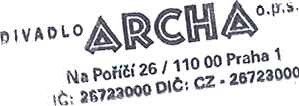 DIVADLO ARCHA o.p.s.
Na Poříčí 26 / 110 00 Praha 1
IČ: 26723000 DIČ: CZ - 26723000